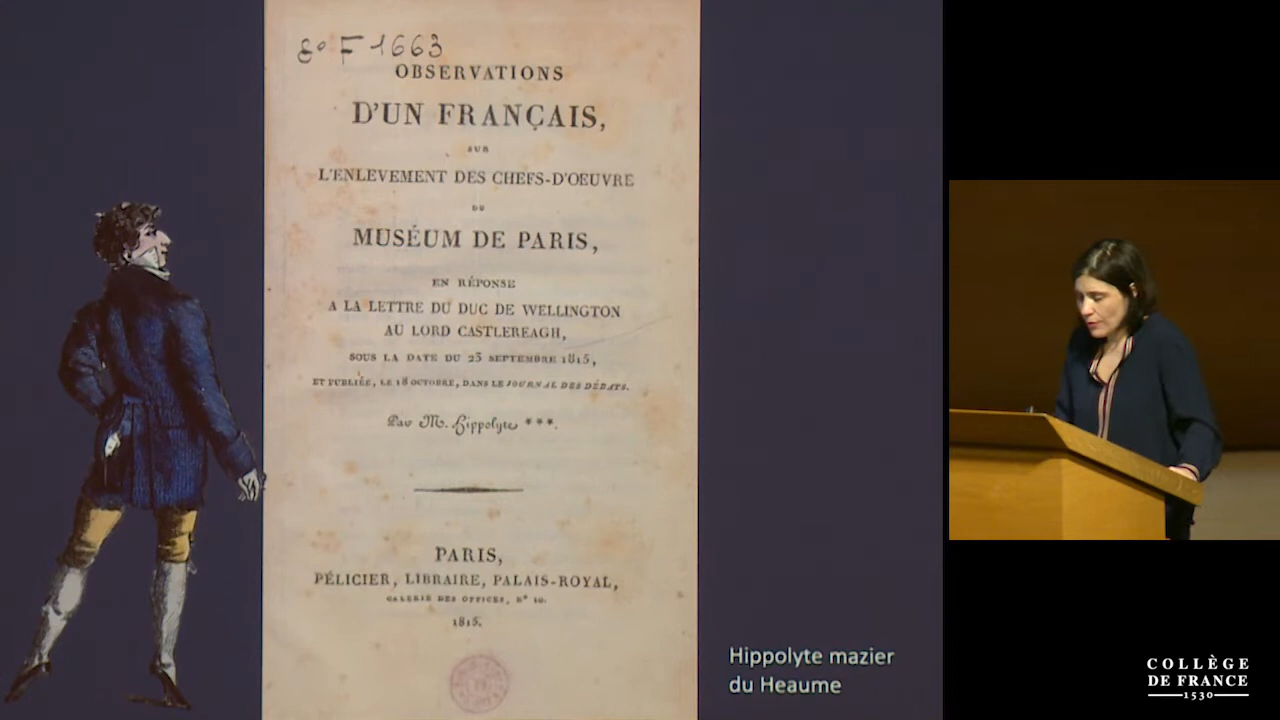 8º F 1663
OBSERVATIONS
D'UN FRANÇAIS,
SUR
L'ENLEVEMENT DES CHEFS-D'OEUVRE
DU
MUSÉUM DE PARIS,
EN RÉPONSE
A LA LETTRE DU DUC DE WELLINGTON
AU LORD CASTLEREAGH,
SOUS LA DATE DU 23 SEPTEMBRE 1815,
ET PUBLIÉE, LE 18 OCTOBRE, DANS LE JOURNAL DES DÉBATS.
Par M. Hippolyte ***.
PARIS,
PÉLICIER, LIBRAIRE, PALAIS-ROYAL,
GALERIE DES OFFICES, Nº 10.
1815.
Hippolyte mazier
du Heaume
COLLÈGE
DE FRANCE
1530